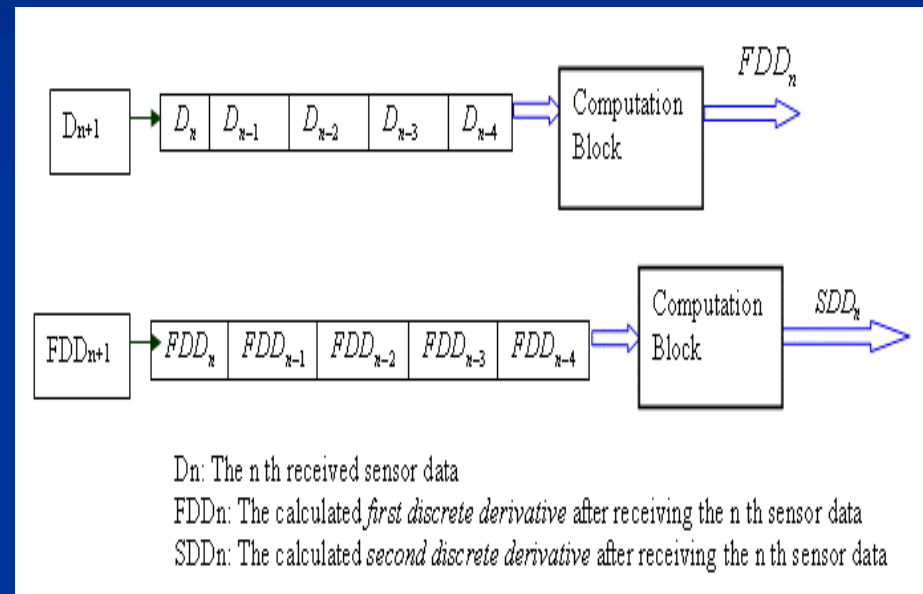 FDDn
Dn+1 Dn Dn-1 Dn-2 Dn-3 Dn-4 Computation
Block
FDDn+1 FDDn FDDn-1 FDDn-2 FDDn-3 FDDn-4 Computation
Block SDDn
Dn: The n th received sensor data
FDDn: The calculated first discrete derivative after receiving the n th sensor data
SDDn: The calculated second discrete derivative after receiving the n th sensor data